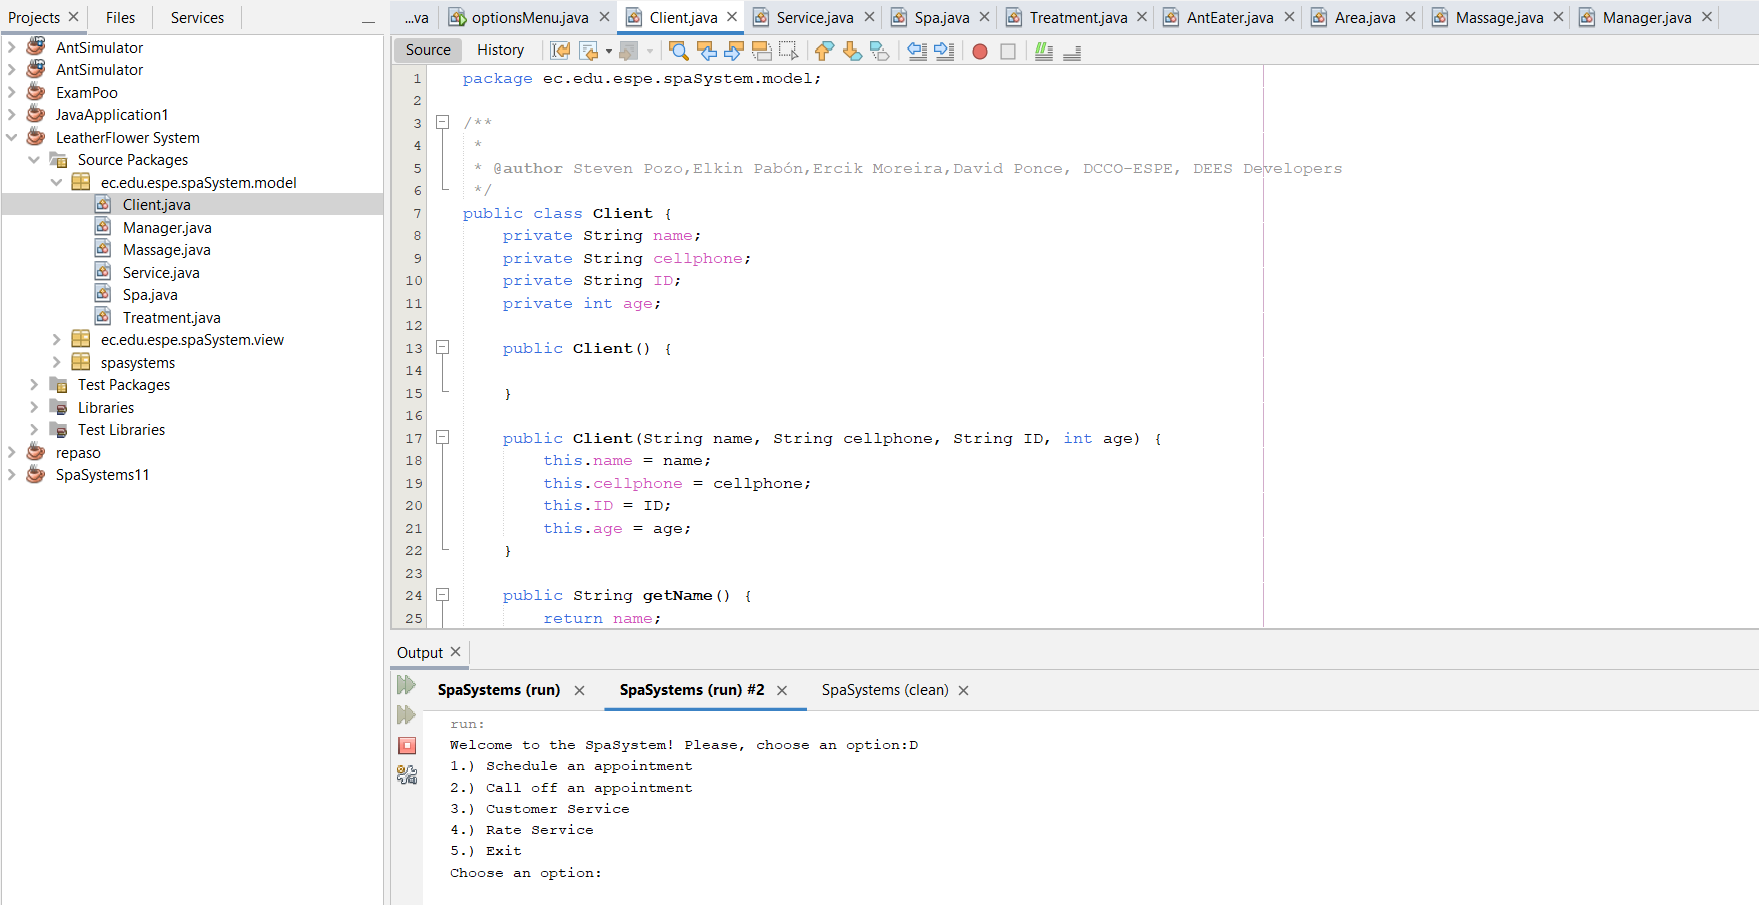 Projects Files Services
AntSimulator
AntSimulator
ExamPoo
JavaApplication1
LeatherFlower System
Source Packages
ec.edu.espe.spaSystem.model
Client.java
Manager.java
Massage.java
Service.java
Spa.java
Treatment.java
ec.edu.espe.spaSystem.view
spasystems
Test Packages
Libraries
Test Libraries
repaso
SpaSystems11
...va optionsMenu.java Client.java Service.java Spa.java Treatment.java AntEater.java Area.java Massage.java Manager.java
Source History
1 package ec.edu.espe.spaSystem.model;
2
3 /**
4 *
5 * @author Steven Pozo,Elkin Pabón,Ercik Moreira,David Ponce, DCCO-ESPE, DEES Developers
6 */
7 public class Client {
8 private String name;
9 private String cellphone;
10 private String ID;
11 private int age;
12
13 public Client() {
14
15 }
16
17 public Client(String name, String cellphone, String ID, int age) {
18 this.name = name;
19 this.cellphone = cellphone;
20 this.ID = ID;
21 this.age = age;
22 }
23
24 public String getName() {
25 return name;
Output
SpaSystems (run) SpaSystems (run) #2 SpaSystems (clean)
run:
Welcome to the SpaSystem! Please, choose an option:D
1.) Schedule an appointment
2.) Call off an appointment
3.) Customer Service
4.) Rate Service
5.) Exit
Choose an option: